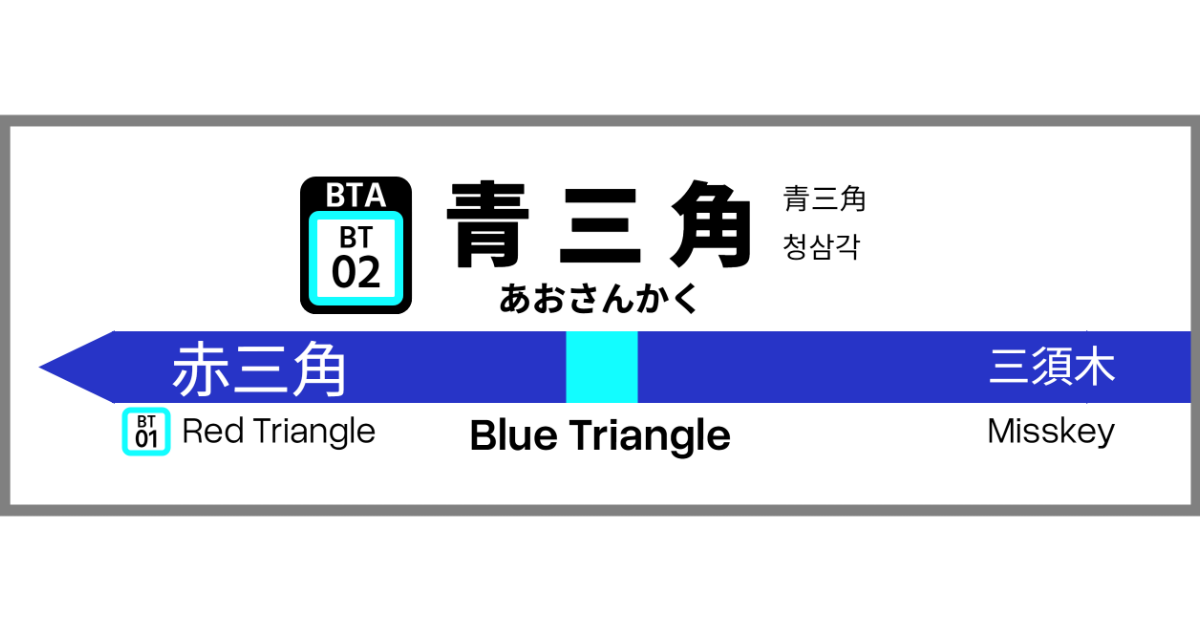 BTA
BT
02
青三角
青三角
청삼각
あおさんかく
赤三角
三須木
BT
01
Red Triangle
Blue Triangle
Misskey